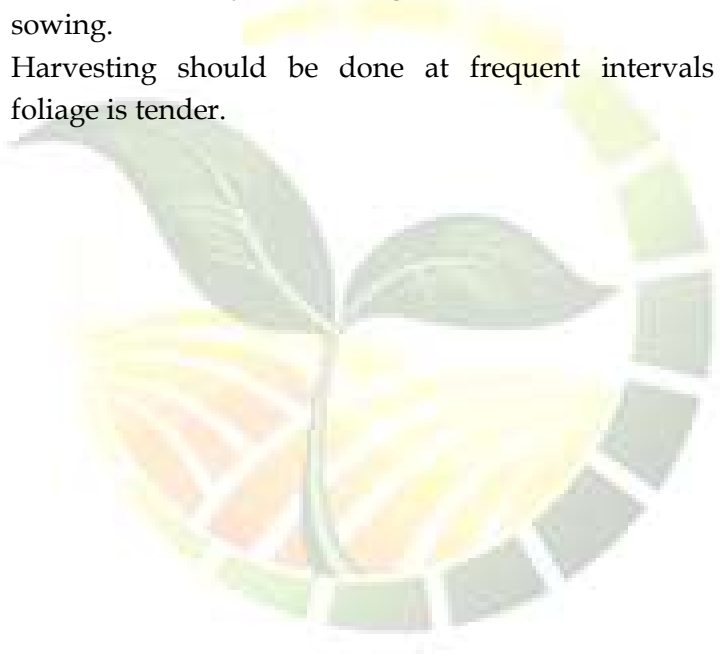 sowing.
Harvesting should be done at frequent intervals
foliage is tender.